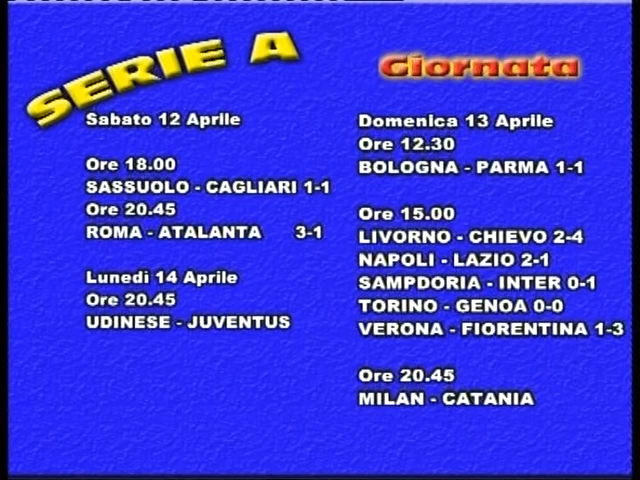 SERIE A
Giornata
Sabato 12 Aprile
Ore 18.00
SASSUOLO - CAGLIARI 1-1
Ore 20.45
ROMA - ATALANTA 3-1
Lunedì 14 Aprile
Ore 20.45
UDINESE - JUVENTUS
Domenica 13 Aprile
Ore 12.30
BOLOGNA - PARMA 1-1
Ore 15.00
LIVORNO - CHIEVO 2-4
NAPOLI - LAZIO 2-1
SAMPDORIA - INTER 0-1
TORINO - GENOA 0-0
VERONA - FIORENTINA 1-3
Ore 20.45
MILAN - CATANIA